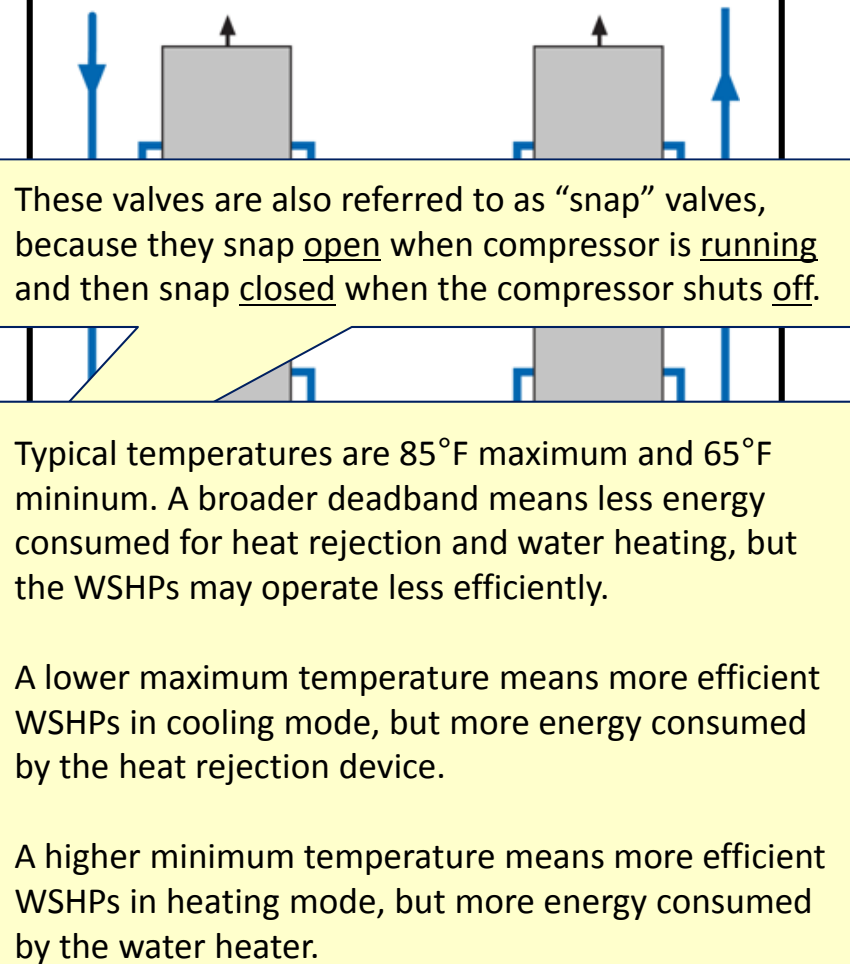 These valves are also referred to as “snap” valves,
because they snap open when compressor is running
and then snap closed when the compressor shuts off.
Typical temperatures are 85°F maximum and 65°F
mininum. A broader deadband means less energy
consumed for heat rejection and water heating, but
the WSHPs may operate less efficiently.
A lower maximum temperature means more efficient
WSHPs in cooling mode, but more energy consumed
by the heat rejection device.
A higher minimum temperature means more efficient
WSHPs in heating mode, but more energy consumed
by the water heater.